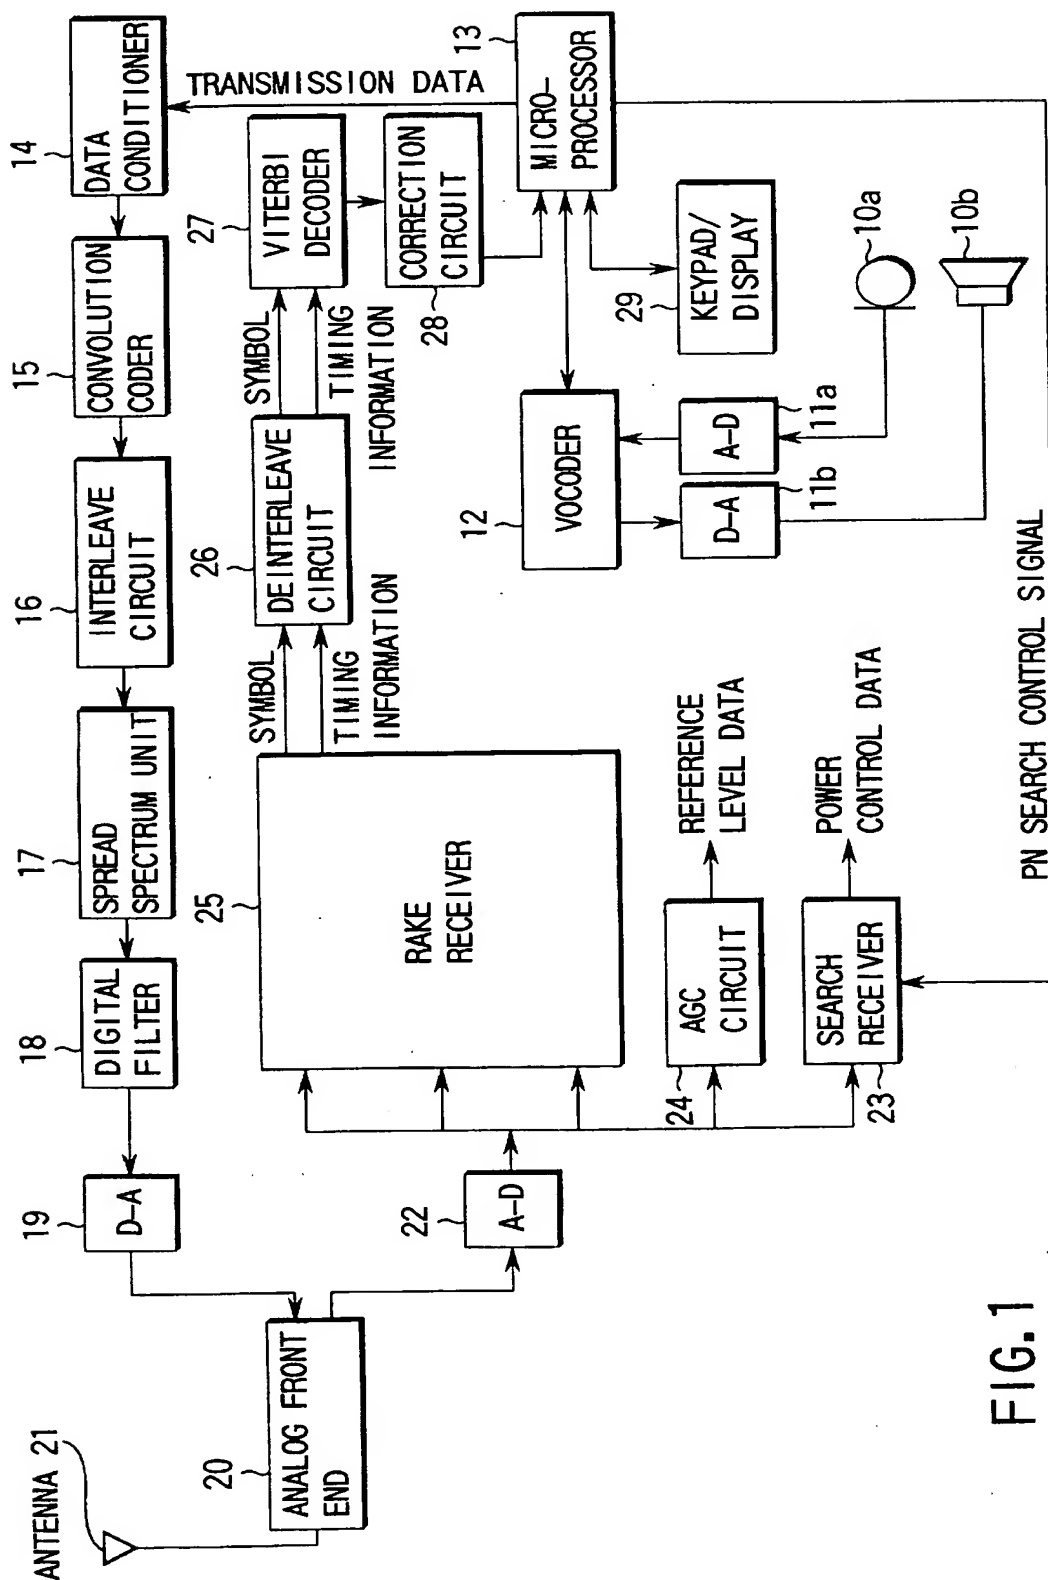 ANTENNA 21
20
ANALOG FRONT
END
19
D-A
18
DIGITAL
FILTER
17
SPREAD
SPECTRUM UNIT
16
INTERLEAVE
CIRCUIT
15
CONVOLUTION
CODER
14
DATA
CONDITIONER
TRANSMISSION DATA
22
A-D
25
RAKE
RECEIVER
SYMBOL
TIMING
INFORMATION
26
DEINTERLEAVE
CIRCUIT
SYMBOL
TIMING
INFORMATION
27
VITERBI
DECODER
CORRECTION
CIRCUIT
28
13
MICRO-
PROCESSOR
24
AGC
CIRCUIT
REFERENCE
LEVEL DATA
23
SEARCH
RECEIVER
POWER
CONTROL DATA
12
VOCODER
D-A
11b
A-D
11a
29
KEYPAD/
DISPLAY
10a
10b
PN SEARCH CONTROL SIGNAL
FIG.1